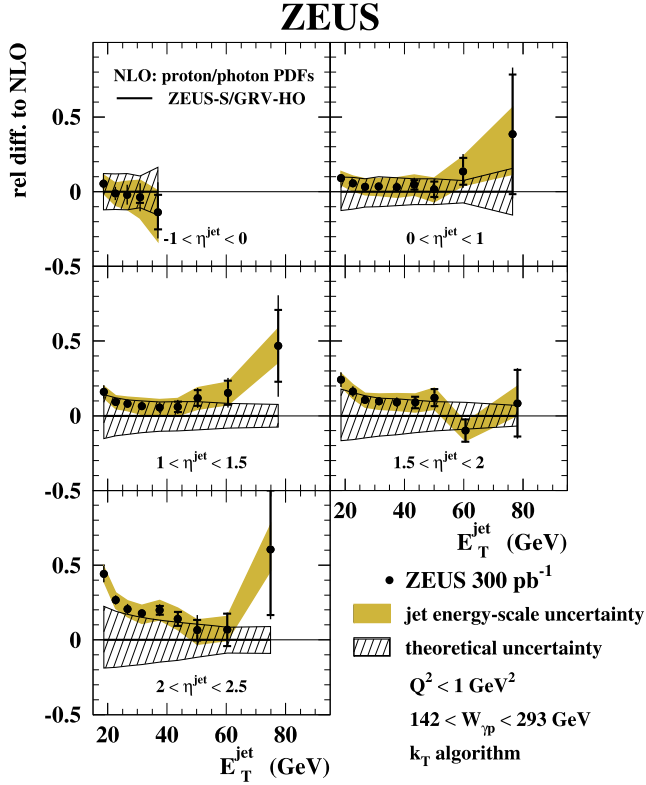 ZEUS
rel diff. to NLO
NLO: proton/photon PDFs
ZEUS-S/GRV-HO
0.5
0
-0.5
-1 < η^jet < 0
0 < η^jet < 1
0.5
0
-0.5
1 < η^jet < 1.5
1.5 < η^jet < 2
20 40 60 80
E_T^jet (GeV)
0.5
0
-0.5
2 < η^jet < 2.5
20 40 60 80
E_T^jet (GeV)
ZEUS 300 pb^-1
jet energy-scale uncertainty
theoretical uncertainty
Q^2 < 1 GeV^2
142 < W_γp < 293 GeV
k_T algorithm